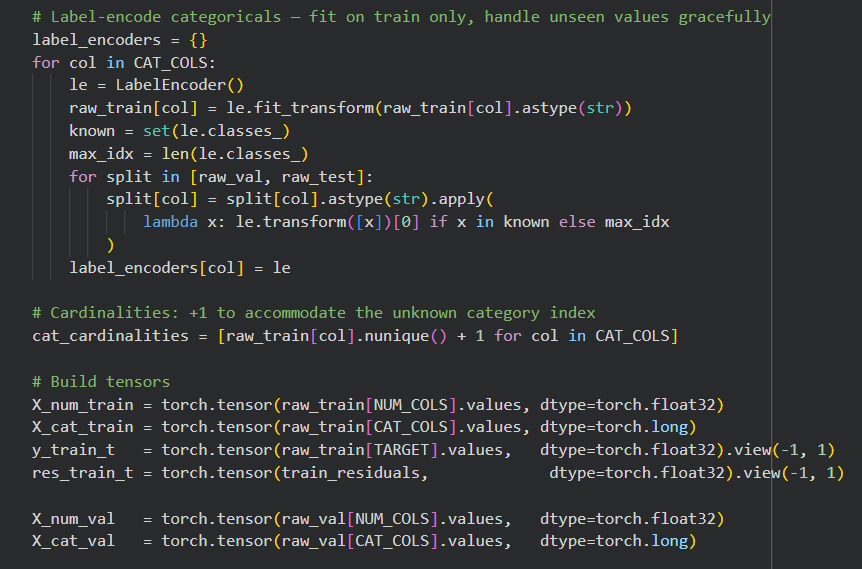 # Label-encode categoricals — fit on train only, handle unseen values gracefully
label_encoders = {}
for col in CAT_COLS:
    le = LabelEncoder()
    raw_train[col] = le.fit_transform(raw_train[col].astype(str))
    known = set(le.classes_)
    max_idx = len(le.classes_)
    for split in [raw_val, raw_test]:
        split[col] = split[col].astype(str).apply(
            lambda x: le.transform([x])[0] if x in known else max_idx
        )
    label_encoders[col] = le

# Cardinalities: +1 to accommodate the unknown category index
cat_cardinalities = [raw_train[col].nunique() + 1 for col in CAT_COLS]

# Build tensors
X_num_train = torch.tensor(raw_train[NUM_COLS].values, dtype=torch.float32)
X_cat_train = torch.tensor(raw_train[CAT_COLS].values, dtype=torch.long)
y_train_t   = torch.tensor(raw_train[TARGET].values,   dtype=torch.float32).view(-1, 1)
res_train_t = torch.tensor(train_residuals,             dtype=torch.float32).view(-1, 1)

X_num_val   = torch.tensor(raw_val[NUM_COLS].values,   dtype=torch.float32)
X_cat_val   = torch.tensor(raw_val[CAT_COLS].values,   dtype=torch.long)